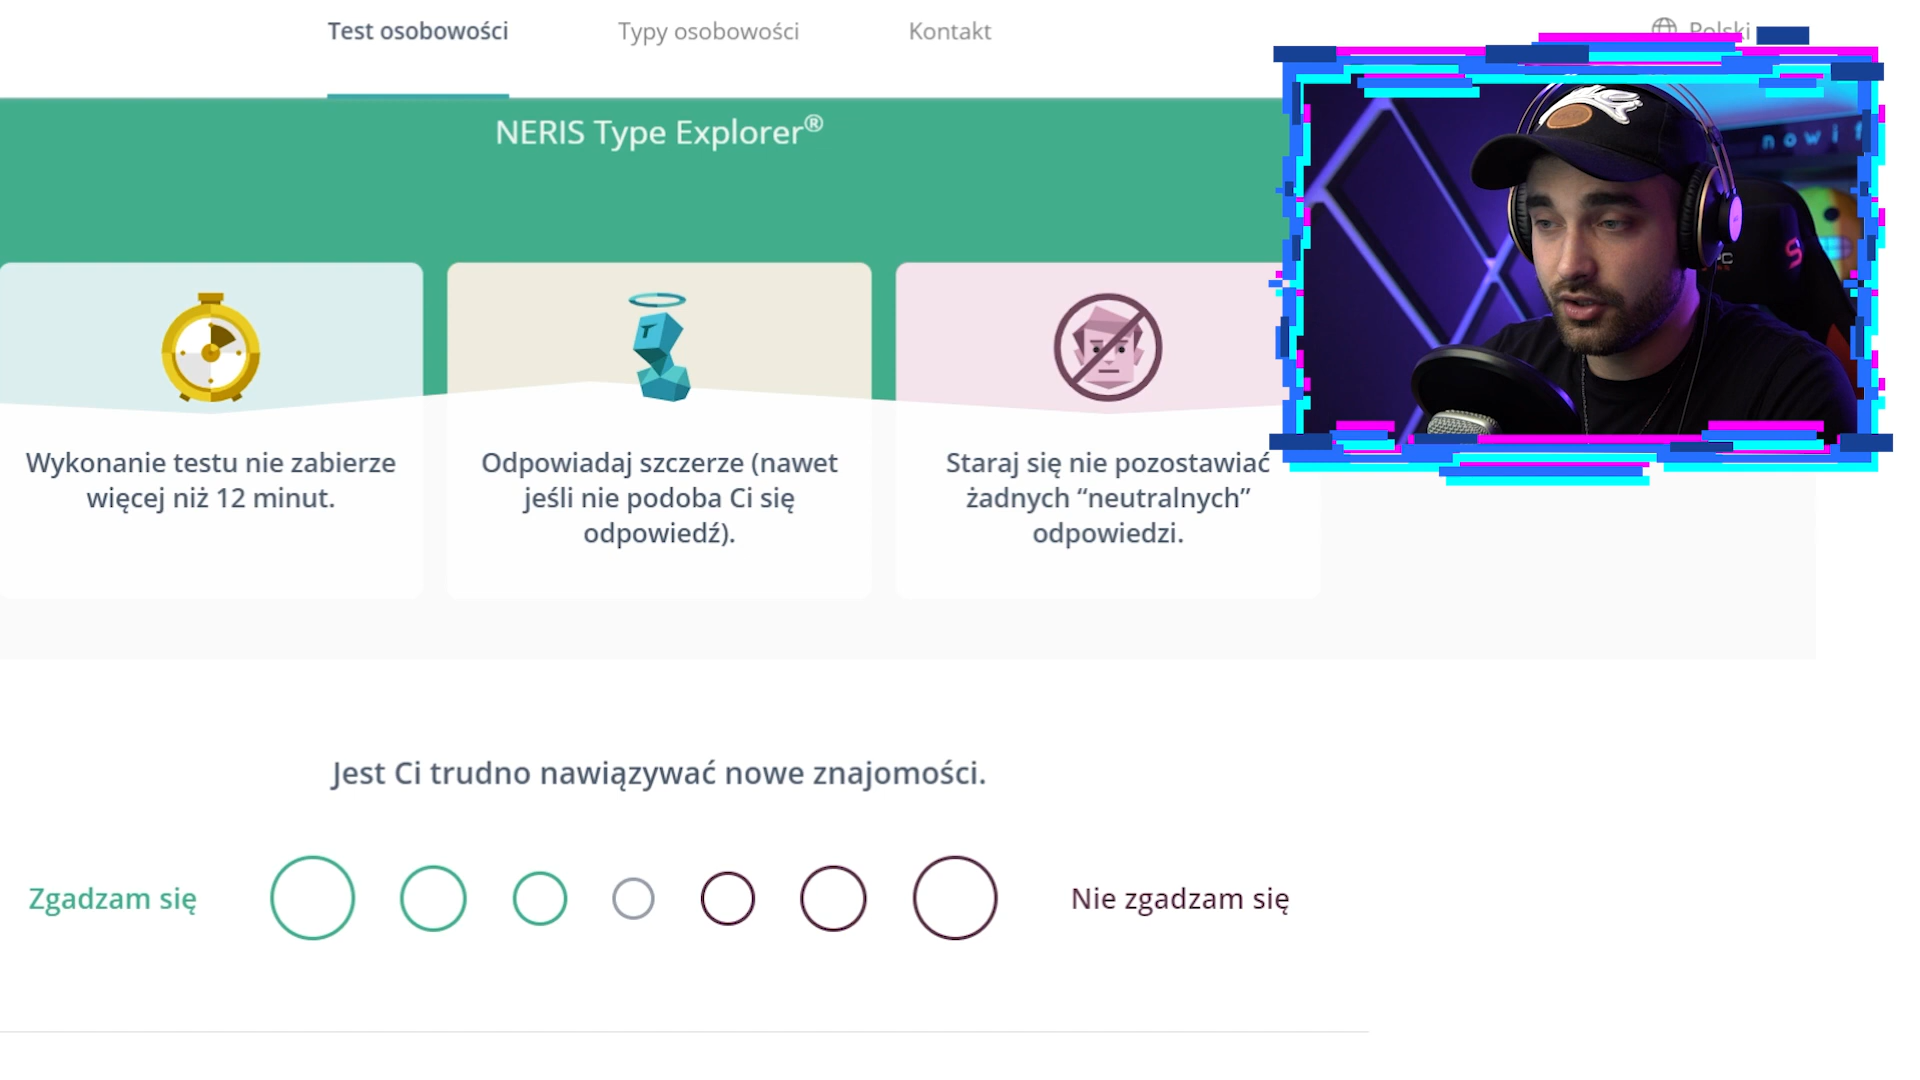 Test osobowości
Typy osobowości
Kontakt
Polski
NERIS Type Explorer®
Wykonanie testu nie zabierze
więcej niż 12 minut.
Odpowiadaj szczerze (nawet
jeśli nie podoba Ci się
odpowiedź).
Staraj się nie pozostawiać
żadnych “neutralnych”
odpowiedzi.
Jest Ci trudno nawiązywać nowe znajomości.
Zgadzam się
Nie zgadzam się